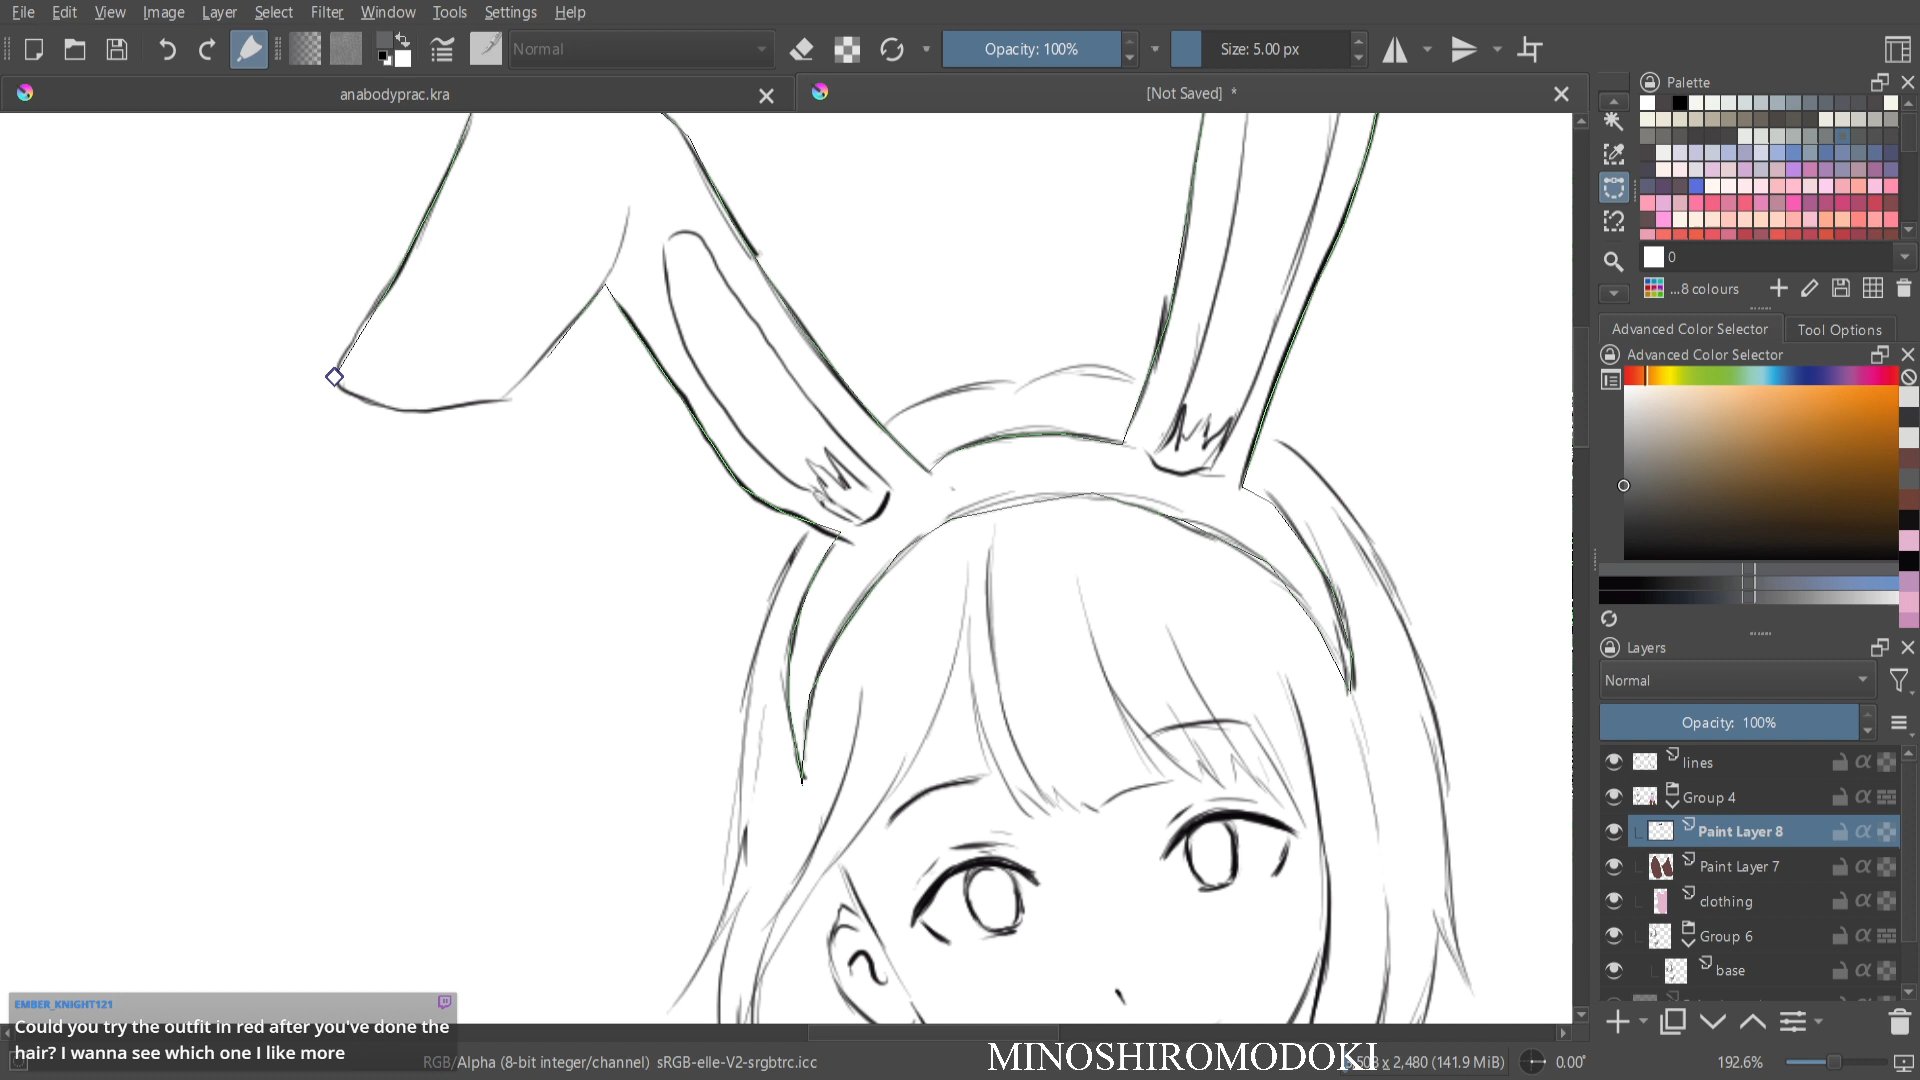 File Edit View Image Layer Select Filter Window Tools Settings Help
Normal
Opacity: 100%
Size: 5.00 px
anabodyprac.kra
[Not Saved] *
Palette
0
...8 colours
Advanced Color Selector
Tool Options
Advanced Color Selector
Layers
Normal
Opacity: 100%
lines
Group 4
Paint Layer 8
Paint Layer 7
clothing
Group 6
base
EMBER_KNIGHT121
Could you try the outfit in red after you've done the
hair? I wanna see which one I like more
RGB/Alpha (8-bit integer/channel) sRGB-elle-V2-srgbtrc.icc
MINOSHIROMODOKI
x 2,480 (141.9 MiB)
0.00°
192.6%